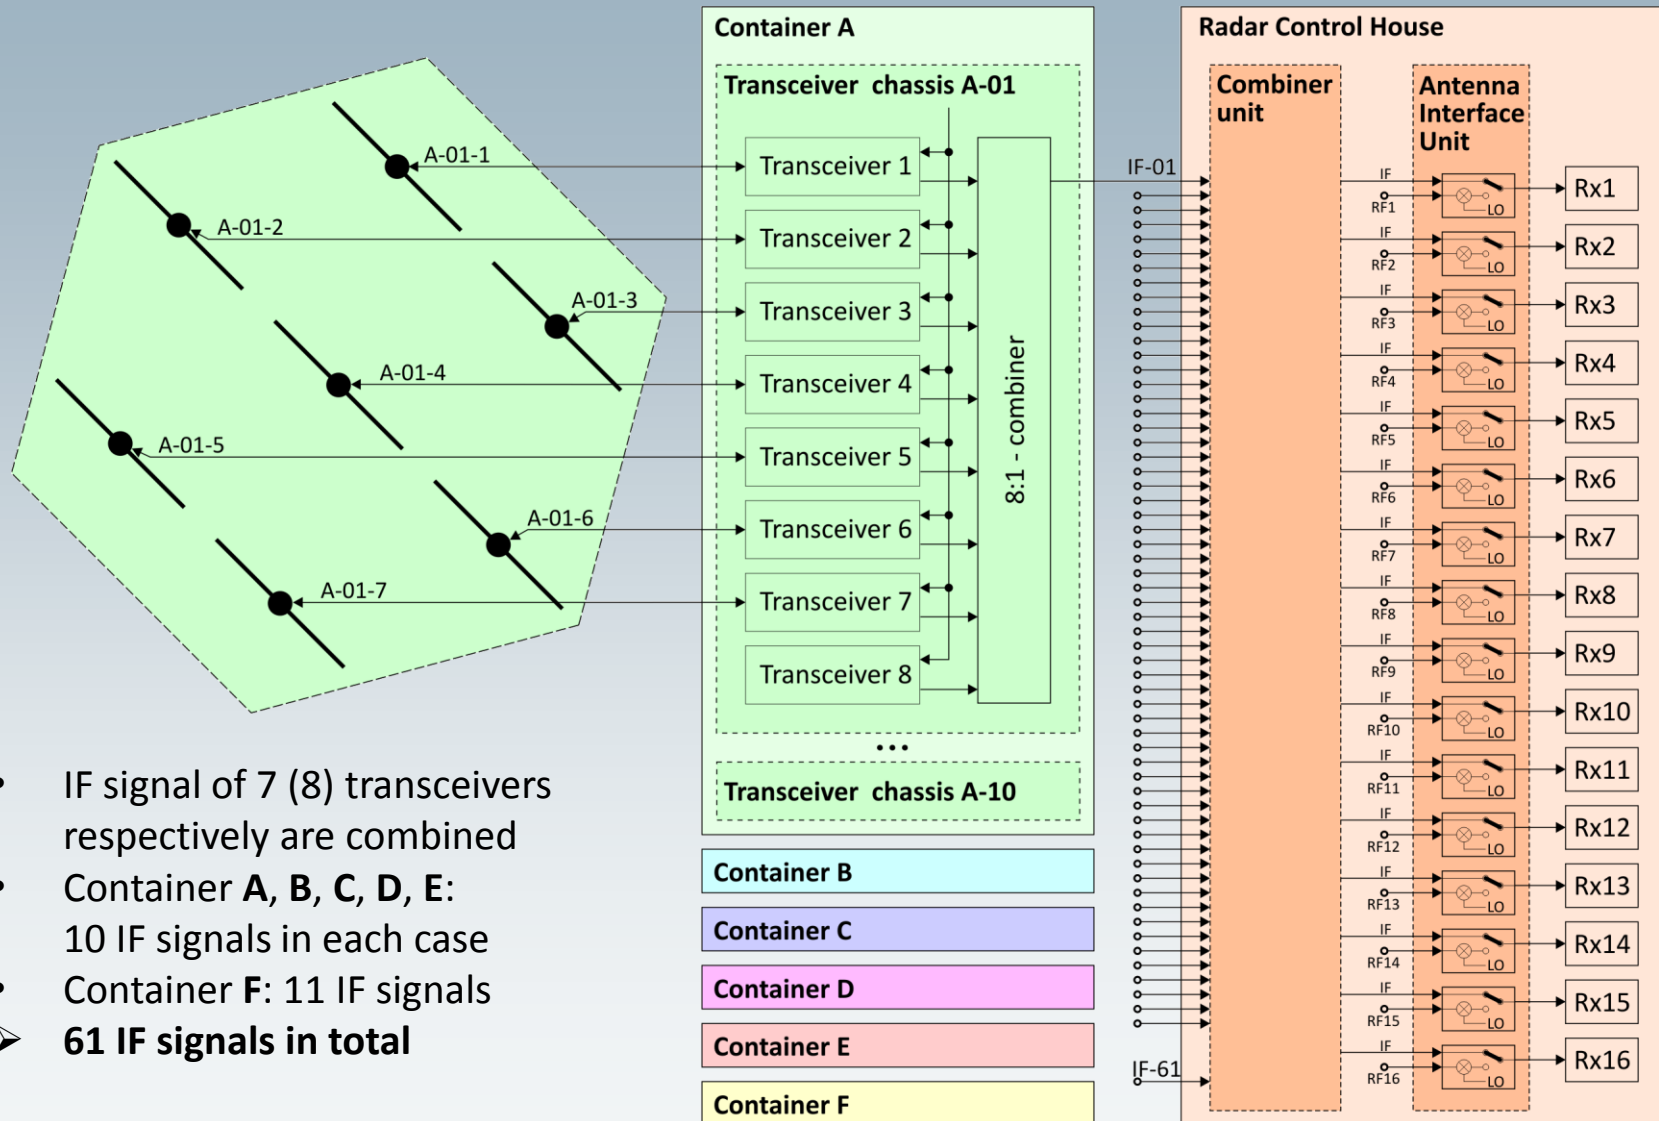 A-01-1
A-01-2
A-01-3
A-01-4
A-01-5
A-01-6
A-01-7
• IF signal of 7 (8) transceivers
respectively are combined
• Container A, B, C, D, E:
10 IF signals in each case
• Container F: 11 IF signals
➢ 61 IF signals in total
Container A
Transceiver chassis A-01
Transceiver 1
Transceiver 2
Transceiver 3
Transceiver 4
Transceiver 5
Transceiver 6
Transceiver 7
Transceiver 8
8:1 - combiner
...
Transceiver chassis A-10
Container B
Container C
Container D
Container E
Container F
IF-01
IF-61
Radar Control House
Combiner
unit
Antenna
Interface
Unit
IF
RF1
LO
Rx1
IF
RF2
LO
Rx2
IF
RF3
LO
Rx3
IF
RF4
LO
Rx4
IF
RF5
LO
Rx5
IF
RF6
LO
Rx6
IF
RF7
LO
Rx7
IF
RF8
LO
Rx8
IF
RF9
LO
Rx9
IF
RF10
LO
Rx10
IF
RF11
LO
Rx11
IF
RF12
LO
Rx12
IF
RF13
LO
Rx13
IF
RF14
LO
Rx14
IF
RF15
LO
Rx15
IF
RF16
LO
Rx16